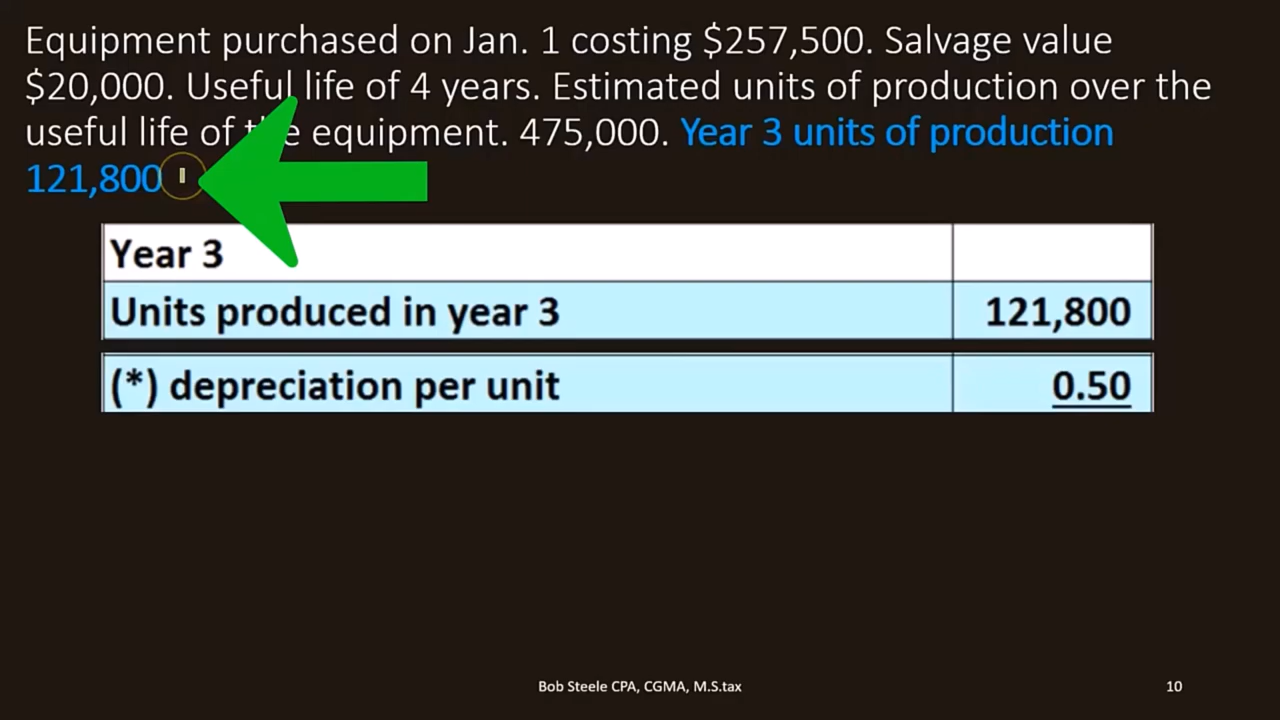 Equipment purchased on Jan. 1 costing $257,500. Salvage value
$20,000. Useful life of 4 years. Estimated units of production over the
useful life of the equipment. 475,000. Year 3 units of production
121,800
Year 3
Units produced in year 3 121,800
(*) depreciation per unit 0.50
Bob Steele CPA, CGMA, M.S.tax 10